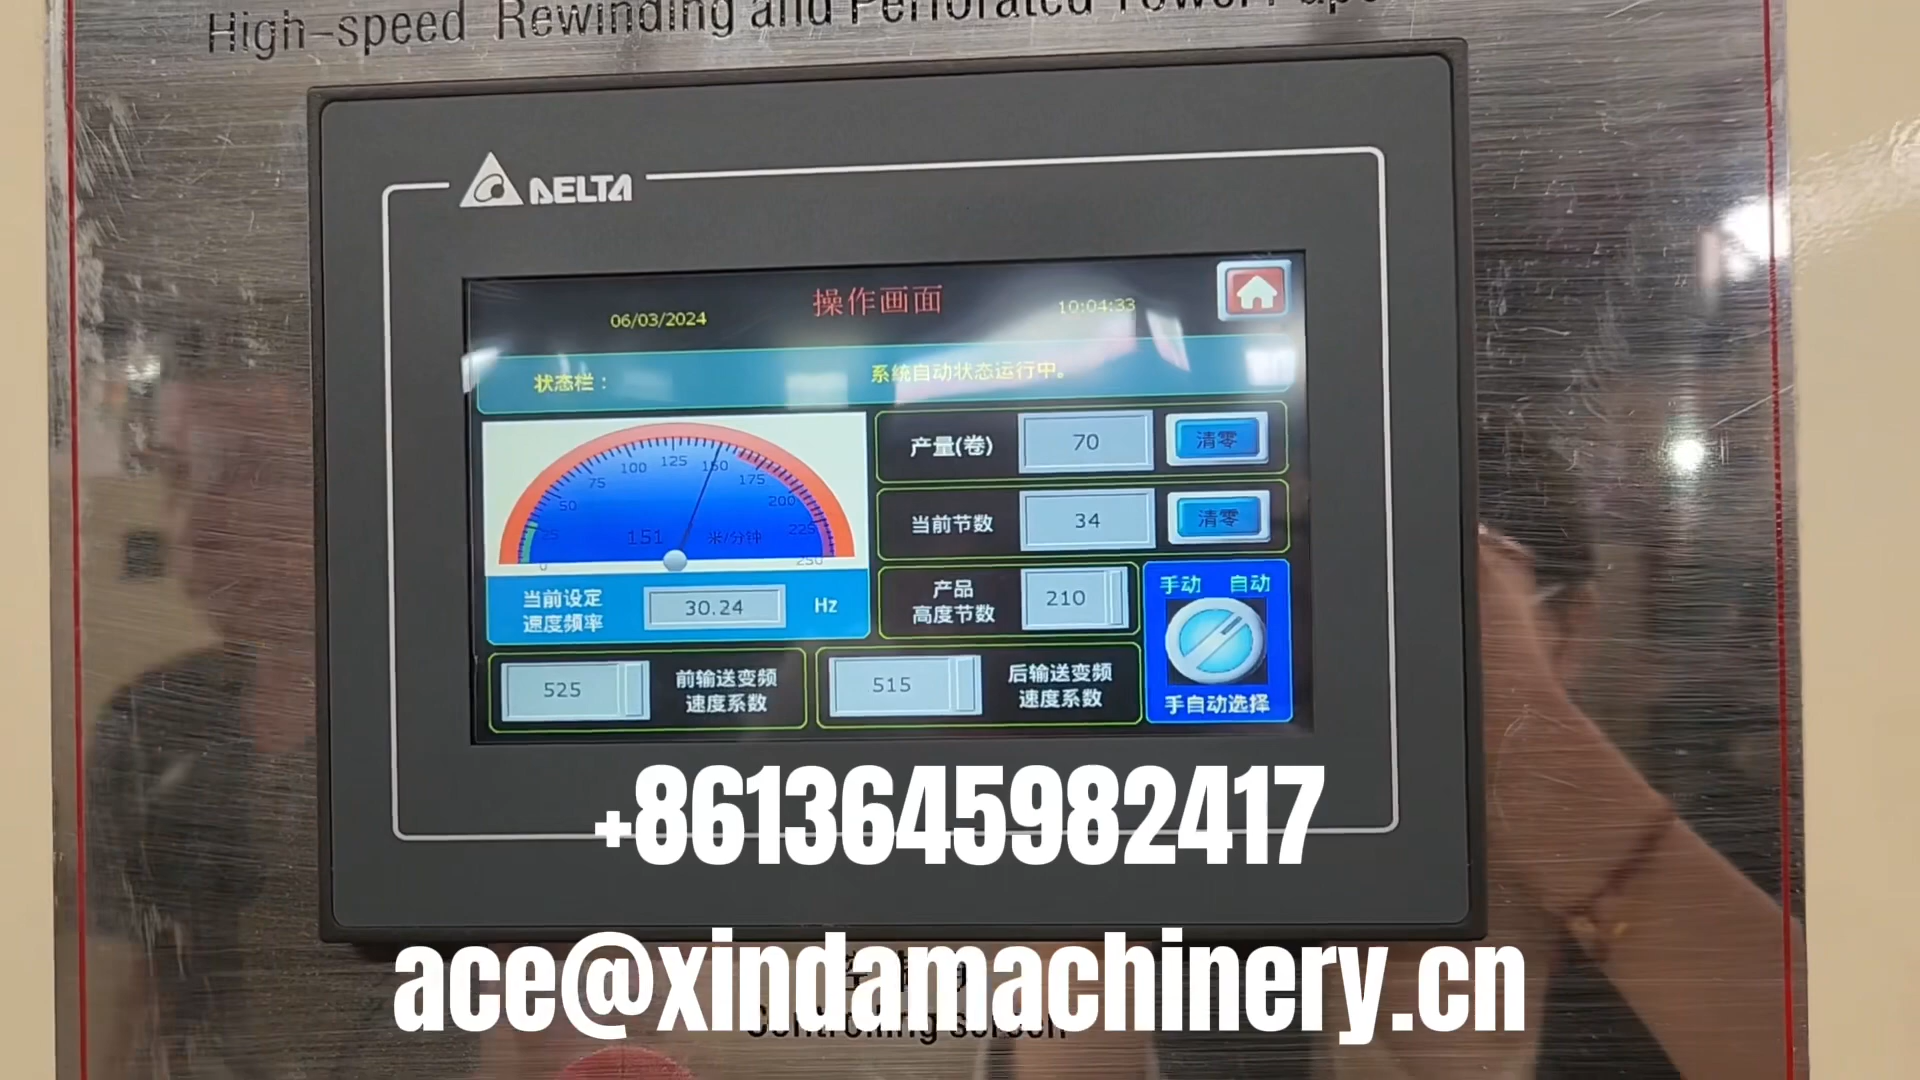 High-speed Rewinding and Perforated Towel
DELTA
操作画面
06/03/2024
10:04:33
状态栏：
系统自动状态运行中。
0 25 50 75 100 125 150 175 200 225 250
151 米/分钟
产量(卷) 70 清零
当前节数 34 清零
当前设定
速度频率
30.24 Hz
产品
高度节数
210
手动 自动
手自动选择
525
前输送变频
速度系数
515
后输送变频
速度系数
+8613645982417
ace@xindamachinery.cn
Controlling screen